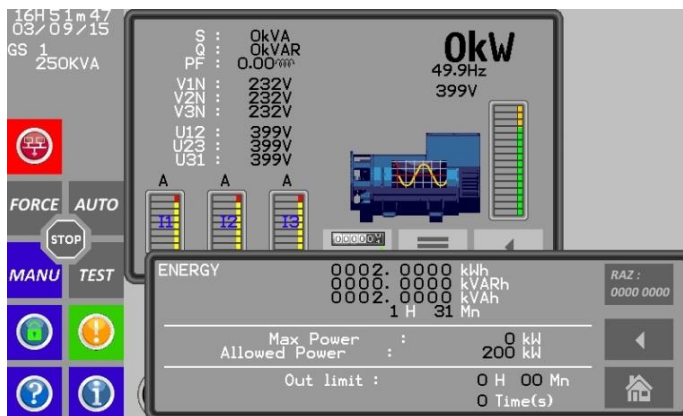 16H51m47
03/09/15
GS 1
250KVA
S : 0kVA
Q : 0kVAR
PF : 0.00
V1N : 232V
V2N : 232V
V3N : 232V
U12 : 399V
U23 : 399V
U31 : 399V
0kW
49.9Hz
399V
A A A
I1 I2 I3
FORCE AUTO
STOP
MANU TEST
ENERGY
0002.0000 kWh
0000.0000 kVARh
0002.0000 kVAh
1 H 31 Mn
Max Power : 0 kW
Allowed Power : 200 kW
Out limit : 0 H 00 Mn
0 Time(s)
RAZ :
0000 0000